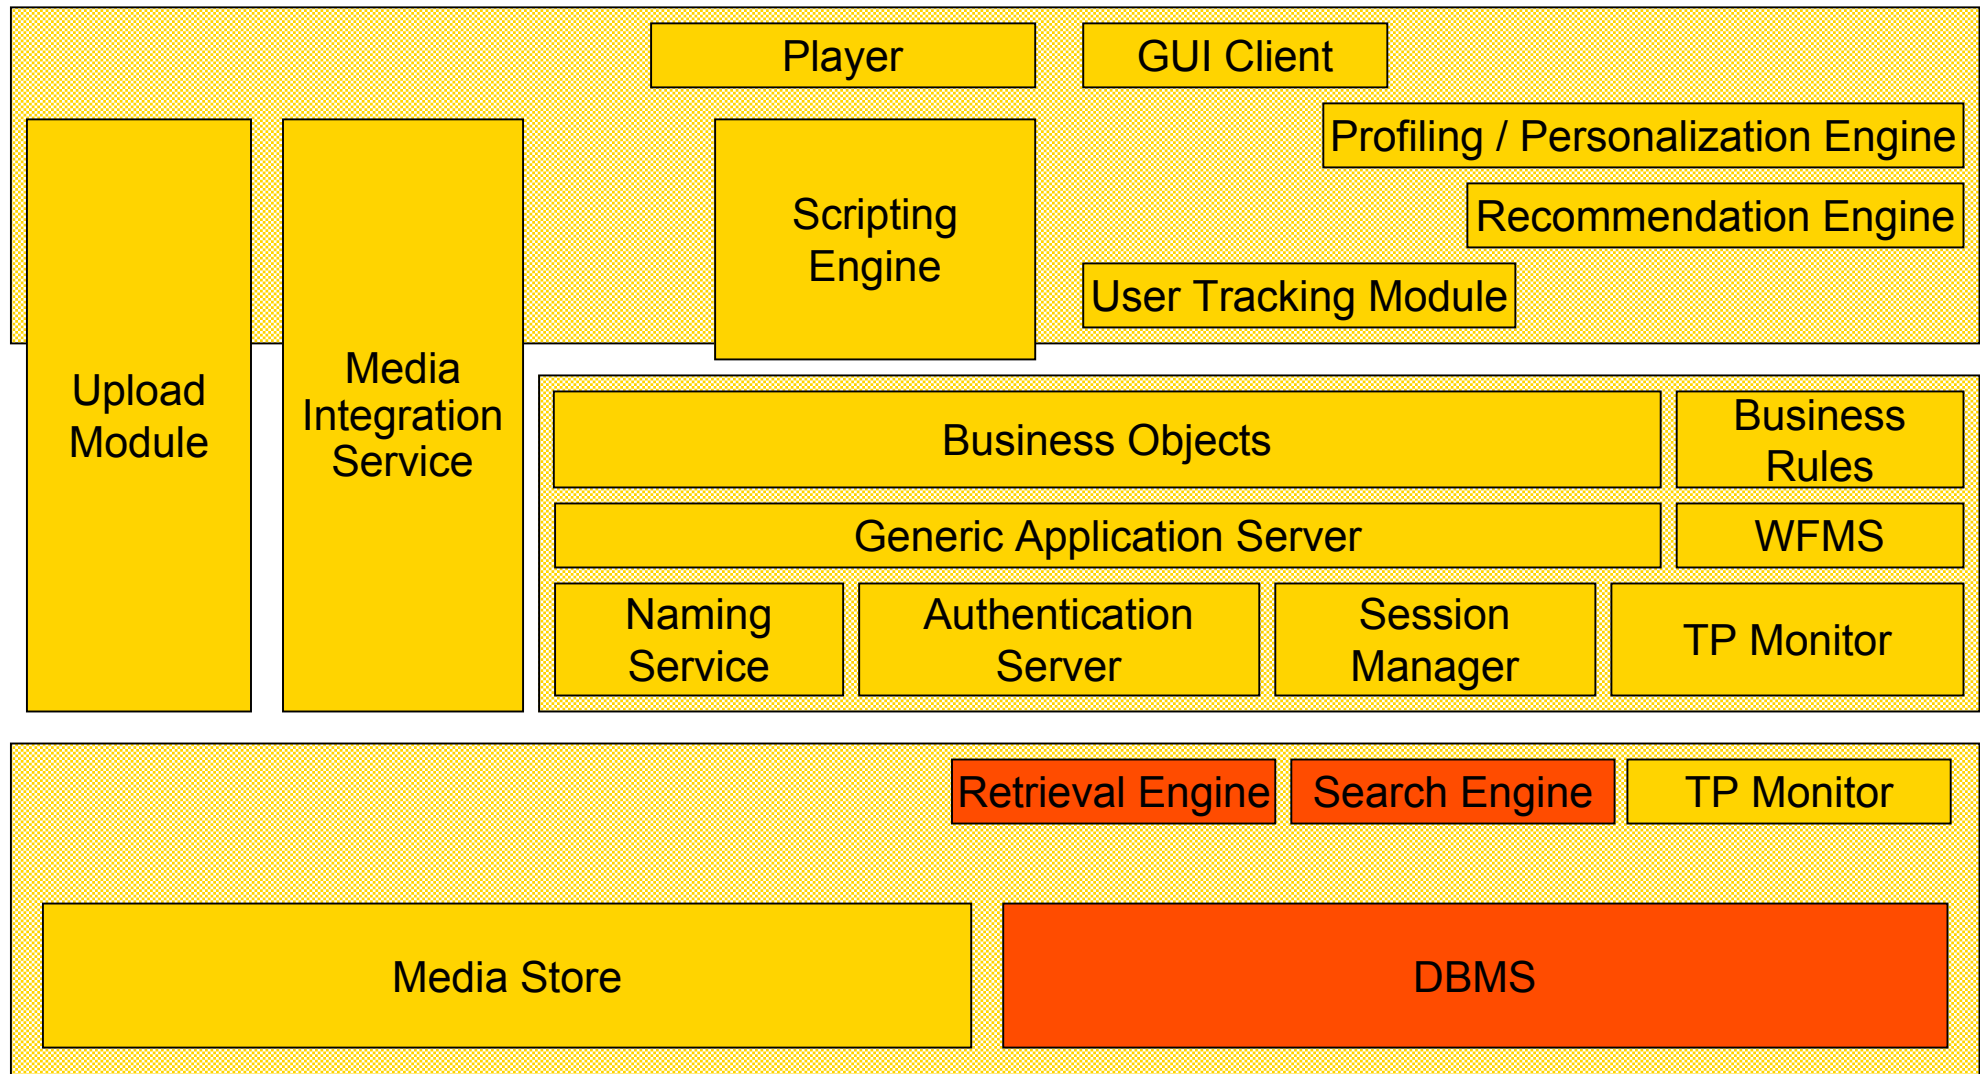 Player
GUI Client
Profiling / Personalization Engine
Scripting
Engine
Recommendation Engine
User Tracking Module
Upload
Module
Media
Integration
Service
Business Objects
Business
Rules
Generic Application Server
WFMS
Naming
Service
Authentication
Server
Session
Manager
TP Monitor
Retrieval Engine
Search Engine
TP Monitor
Media Store
DBMS